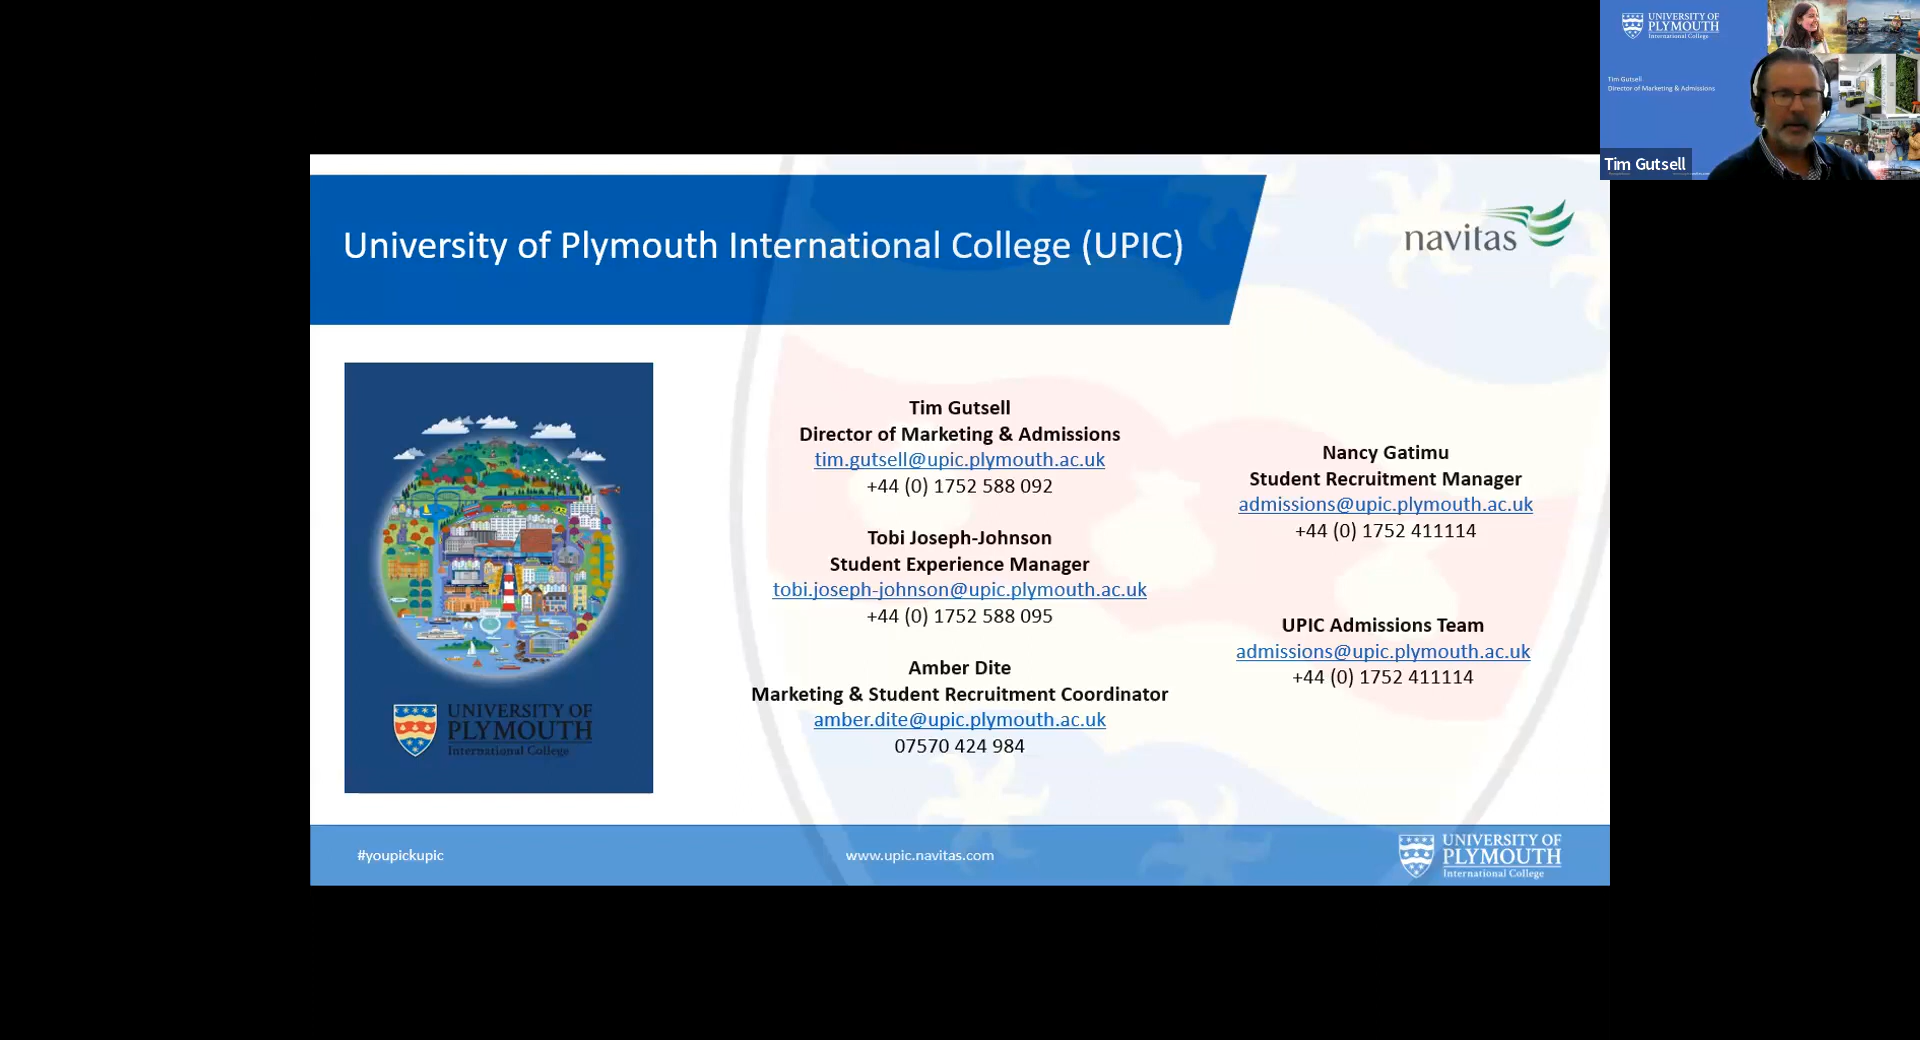 University of Plymouth International College (UPIC)
navitas
Tim Gutsell
Director of Marketing & Admissions
tim.gutsell@upic.plymouth.ac.uk
+44 (0) 1752 588 092
Tobi Joseph-Johnson
Student Experience Manager
tobi.joseph-johnson@upic.plymouth.ac.uk
+44 (0) 1752 588 095
Amber Dite
Marketing & Student Recruitment Coordinator
amber.dite@upic.plymouth.ac.uk
07570 424 984
Nancy Gatimu
Student Recruitment Manager
admissions@upic.plymouth.ac.uk
+44 (0) 1752 411114
UPIC Admissions Team
admissions@upic.plymouth.ac.uk
+44 (0) 1752 411114
UNIVERSITY OF
PLYMOUTH
International College
#youpickupic
www.upic.navitas.com
UNIVERSITY OF
PLYMOUTH
International College
UNIVERSITY OF
PLYMOUTH
International College
Tim Gutsell
Director of Marketing & Admissions
Tim Gutsell